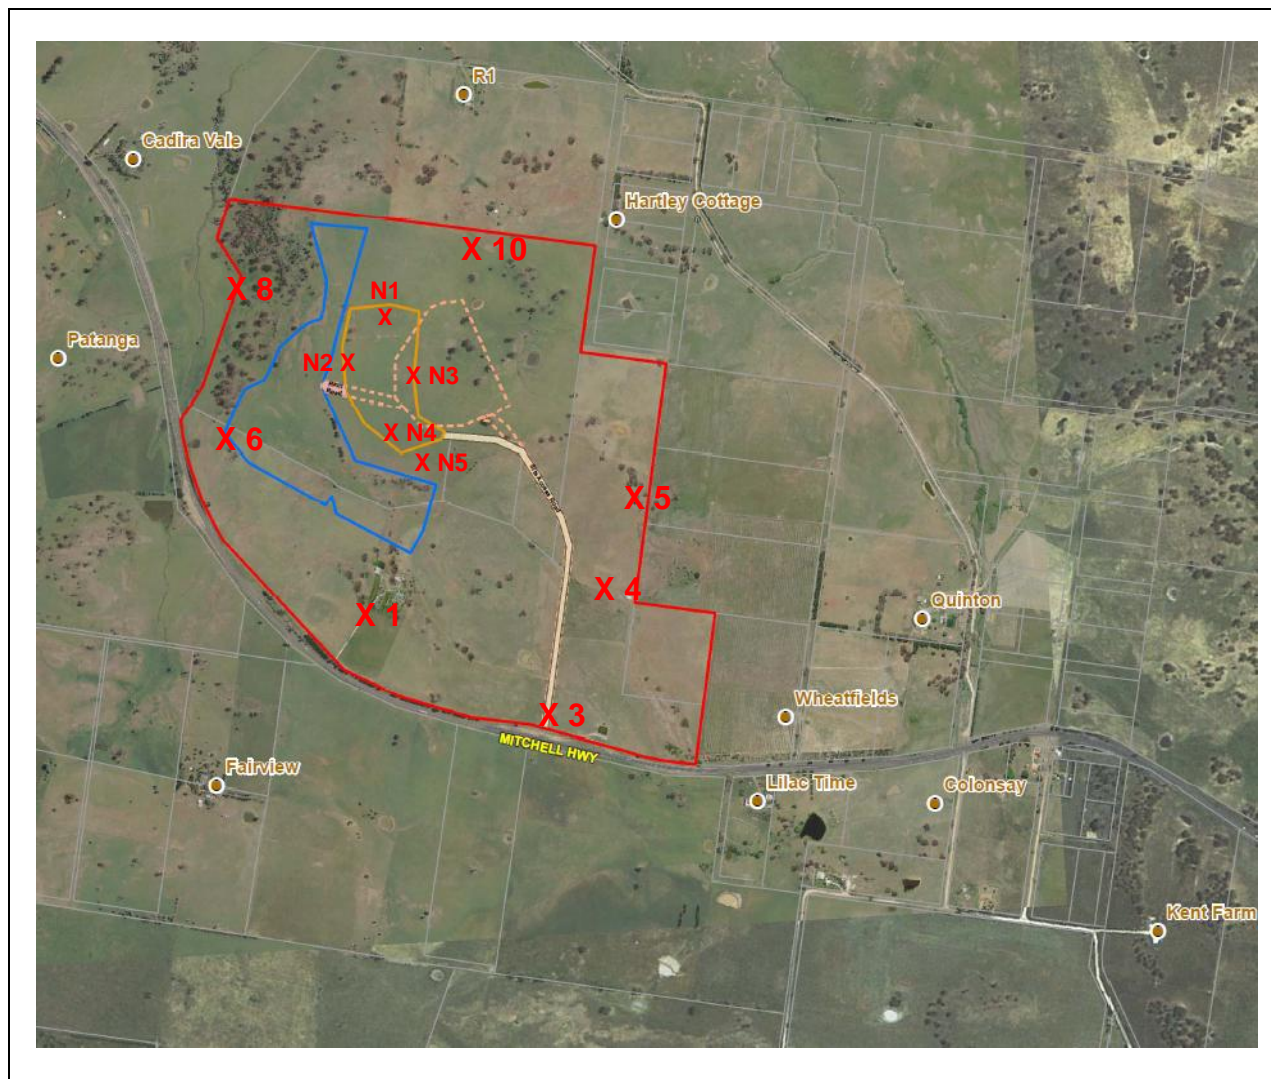 R1
Cadira Vale
Hartley Cottage
X 10
X 8
N1
X
Patanga
N2 X
X N3
X N4
X 6
X N5
X 5
X 4
Quinton
X 1
X 3
Wheatfields
MITCHELL HWY
Fairview
Lilac Time
Colonsay
Kent Farm